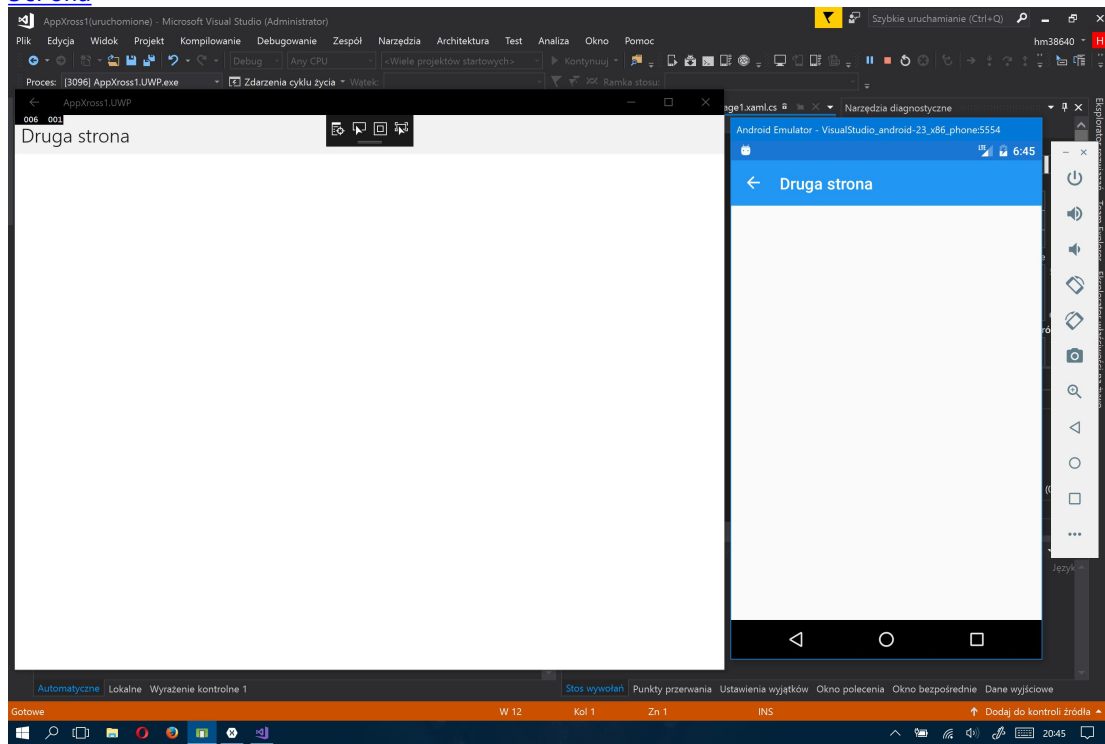 AppXross1(uruchomione) - Microsoft Visual Studio (Administrator)
Szybkie uruchamianie (Ctrl+Q)
Plik Edycja Widok Projekt Kompilowanie Debugowanie Zespół Narzędzia Architektura Test Analiza Okno Pomoc
hm38640 H
Debug Any CPU <Wiele projektów startowych> Kontynuuj
Proces: [3096] AppXross1.UWP.exe Zdarzenia cyklu życia Wątek: Ramka stosu:
AppXross1.UWP
age1.xaml.cs Narzędzia diagnostyczne
006 001
Druga strona
Android Emulator - VisualStudio_android-23_x86_phone:5554
LTE 6:45
Druga strona
Team Explorer
Język
Automatyczne Lokalne Wyrażenie kontrolne 1
Stos wywołań Punkty przerwania Ustawienia wyjątków Okno polecenia Okno bezpośrednie Dane wyjściowe
Gotowe W 12 Kol 1 Zn 1 INS Dodaj do kontroli źródła
20:45